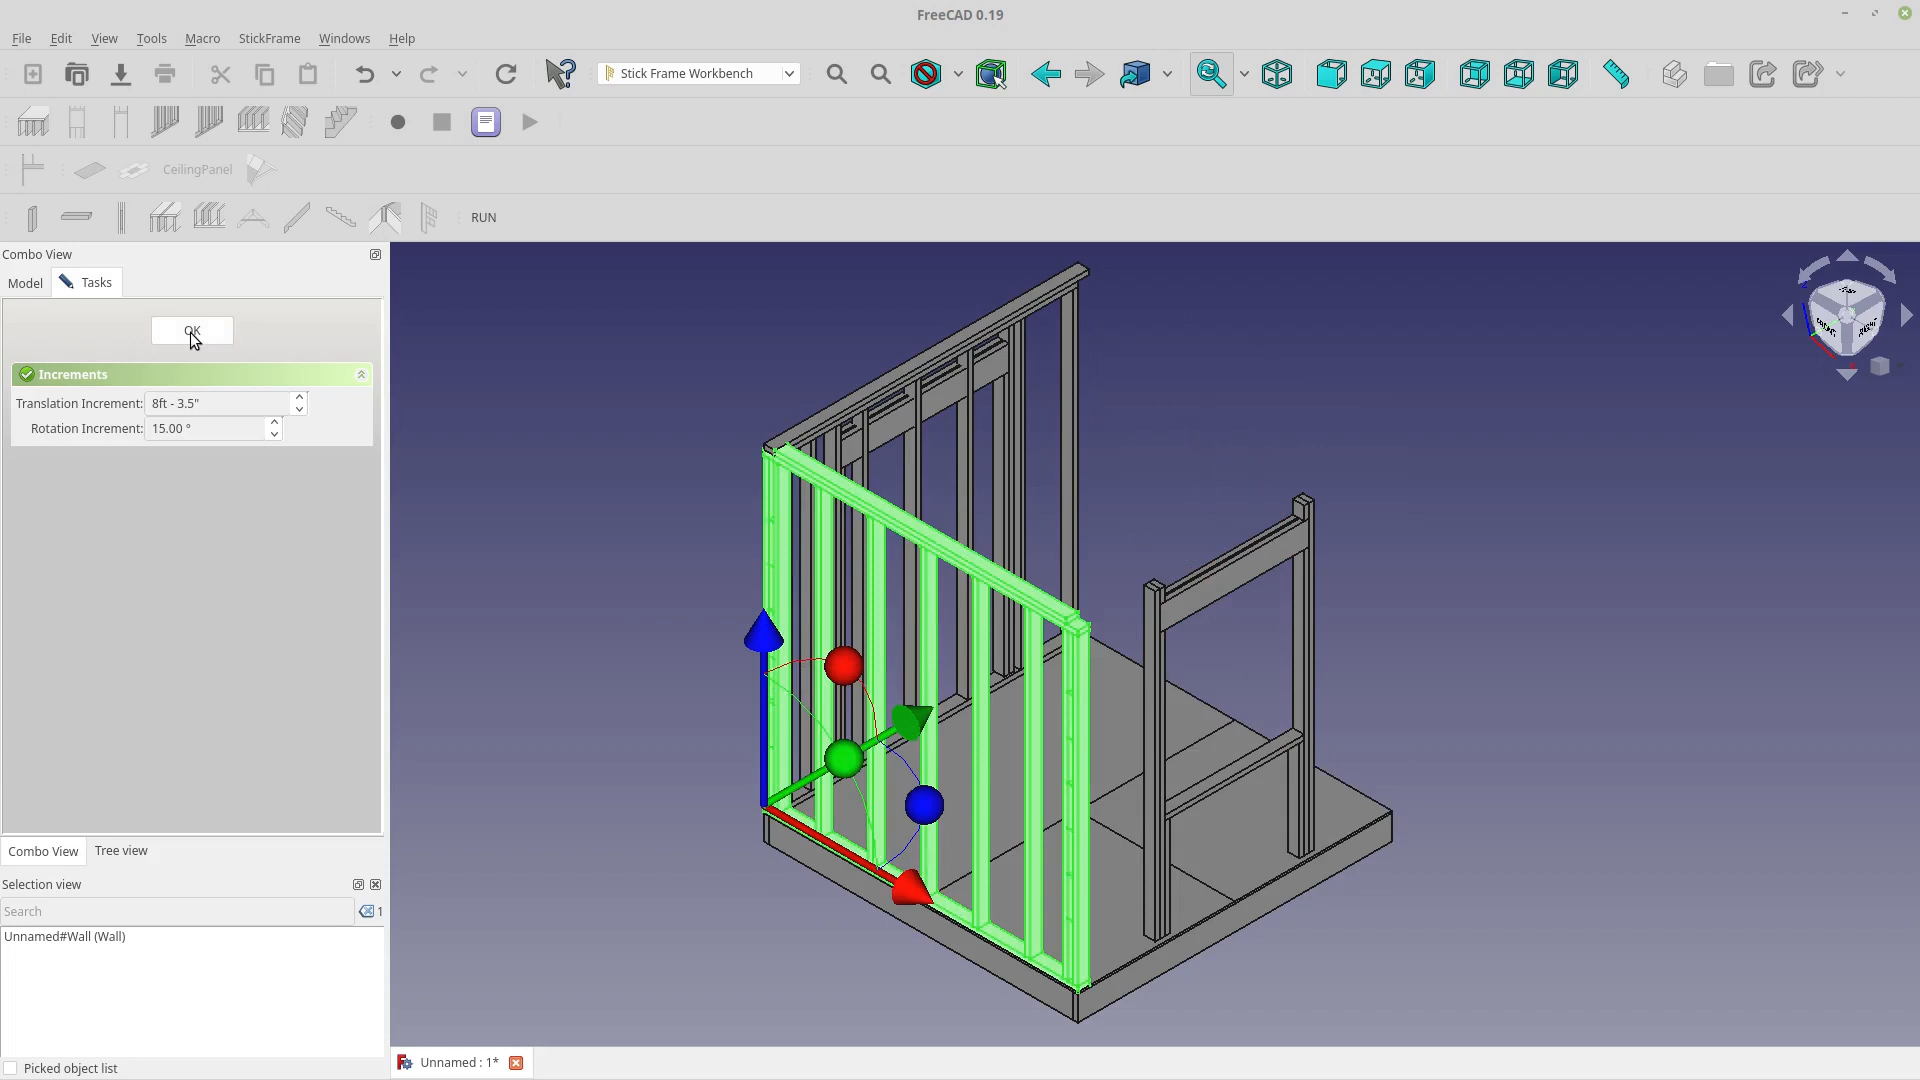 FreeCAD 0.19
File Edit View Tools Macro StickFrame Windows Help
Stick Frame Workbench
CeilingPanel
RUN
Combo View
Model Tasks
OK
Increments
Translation Increment: 8ft - 3.5"
Rotation Increment: 15.00 °
Combo View Tree view
Selection view
Search 1
Unnamed#Wall (Wall)
Picked object list
Unnamed : 1*